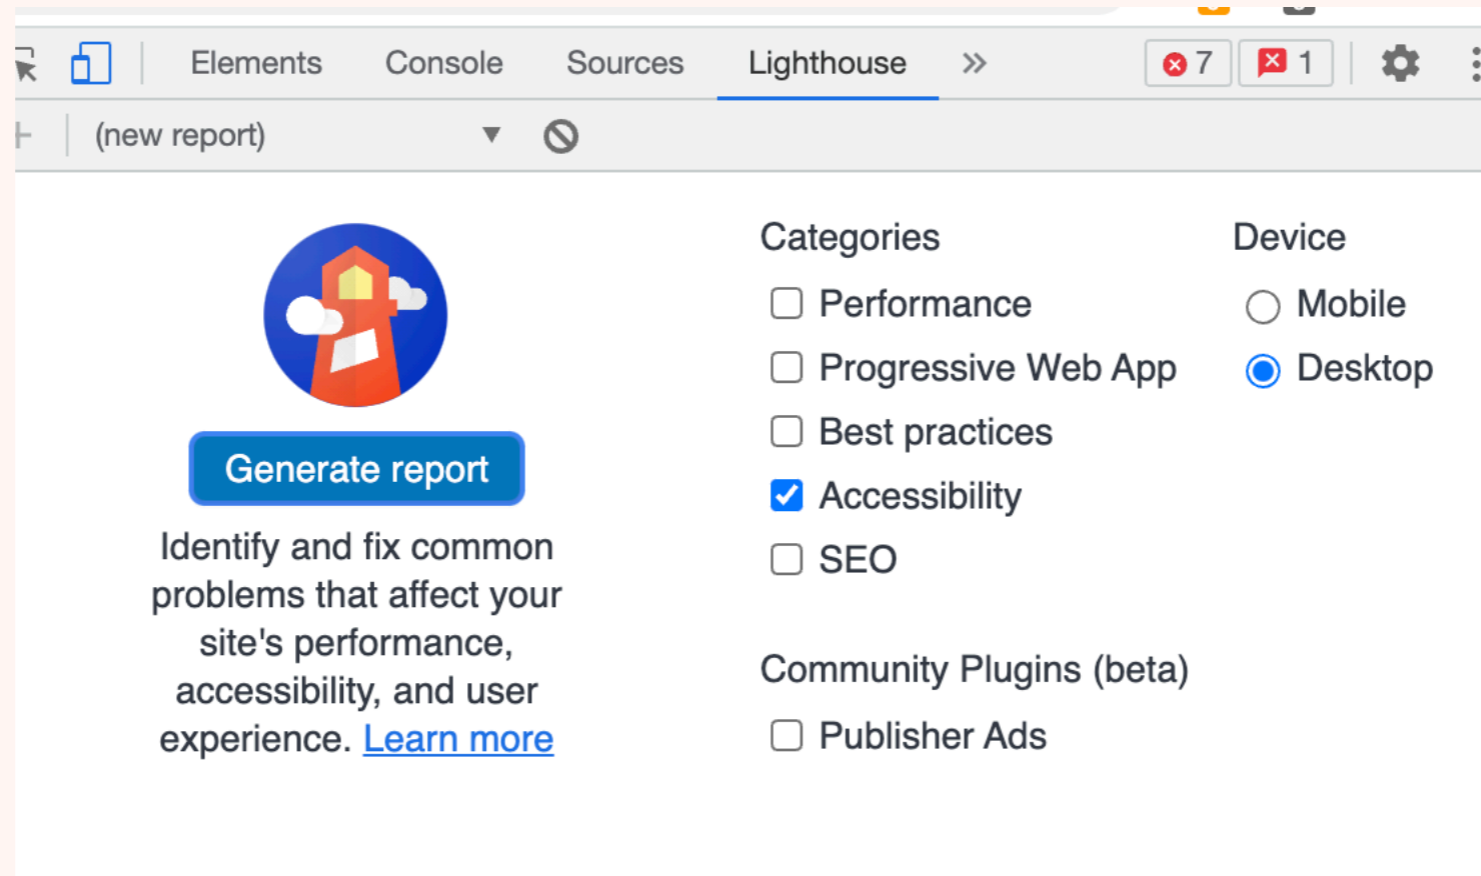 Elements Console Sources Lighthouse » 7 1
(new report)
Generate report
Identify and fix common
problems that affect your
site's performance,
accessibility, and user
experience. Learn more
Categories
Performance
Progressive Web App
Best practices
Accessibility
SEO
Community Plugins (beta)
Publisher Ads
Device
Mobile
Desktop